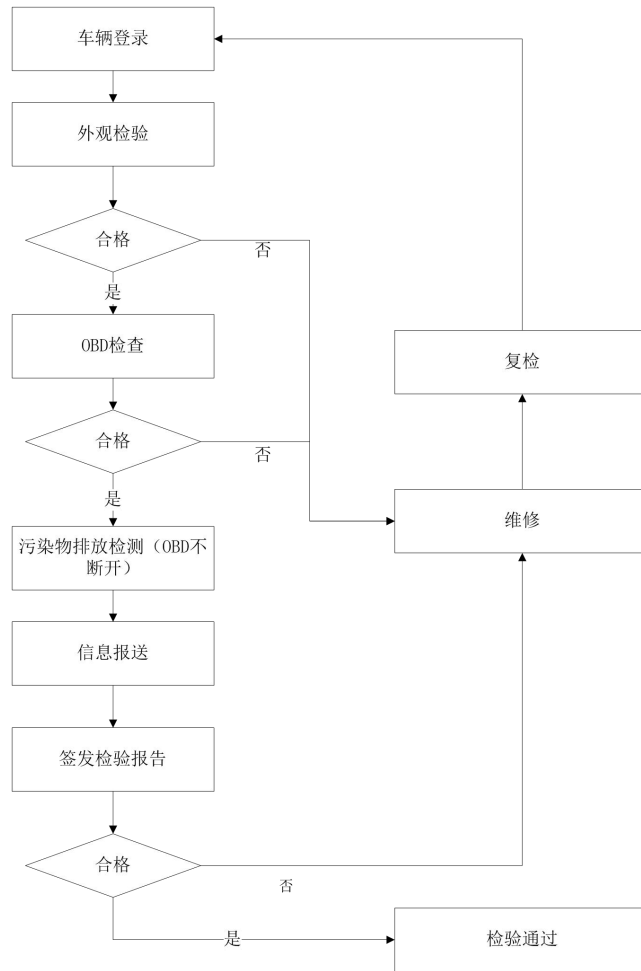 车辆登录
外观检验
合格
否
是
OBD检查
复检
合格
否
是
维修
污染物排放检测（OBD不
断开）
信息报送
签发检验报告
合格
否
是
检验通过